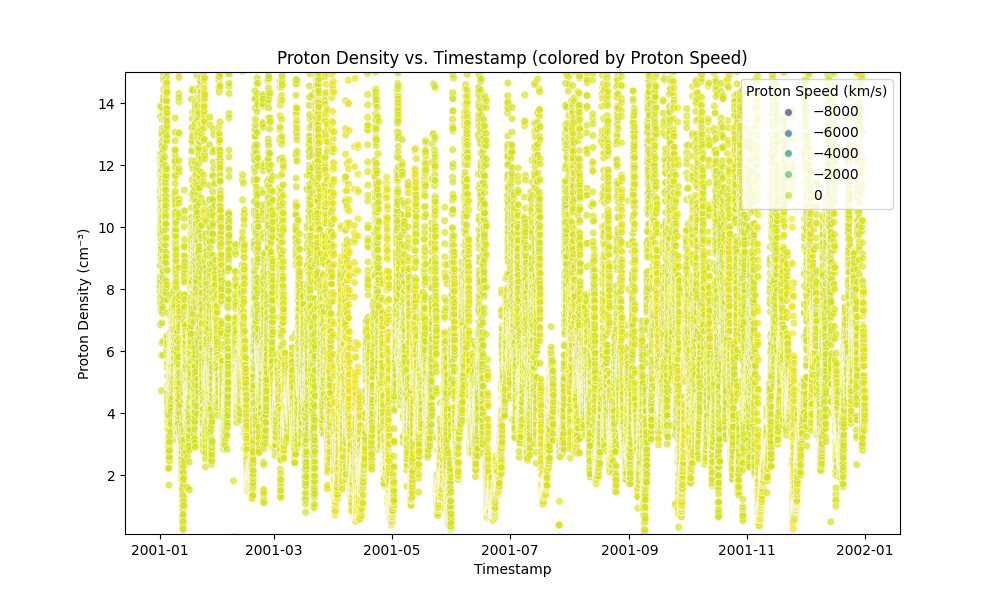 Proton Density vs. Timestamp (colored by Proton Speed)
Proton Speed (km/s)
−8000
−6000
−4000
−2000
0
14
12
10
8
6
4
2
Proton Density (cm⁻³)
2001-01 2001-03 2001-05 2001-07 2001-09 2001-11 2002-01
Timestamp